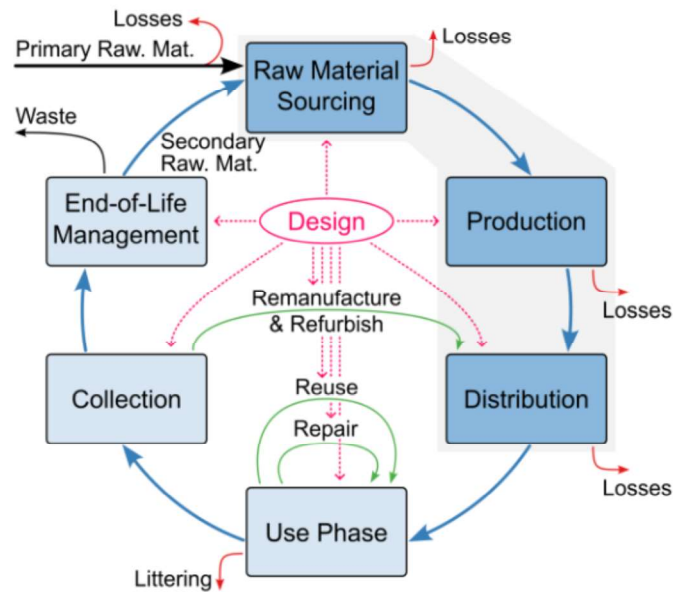 Losses
Primary Raw. Mat.
Losses
Raw Material
Sourcing
Waste
Secondary
Raw. Mat.
End-of-Life
Management
Design
Production
Remanufacture
& Refurbish
Losses
Collection
Reuse
Distribution
Repair
Losses
Use Phase
Littering